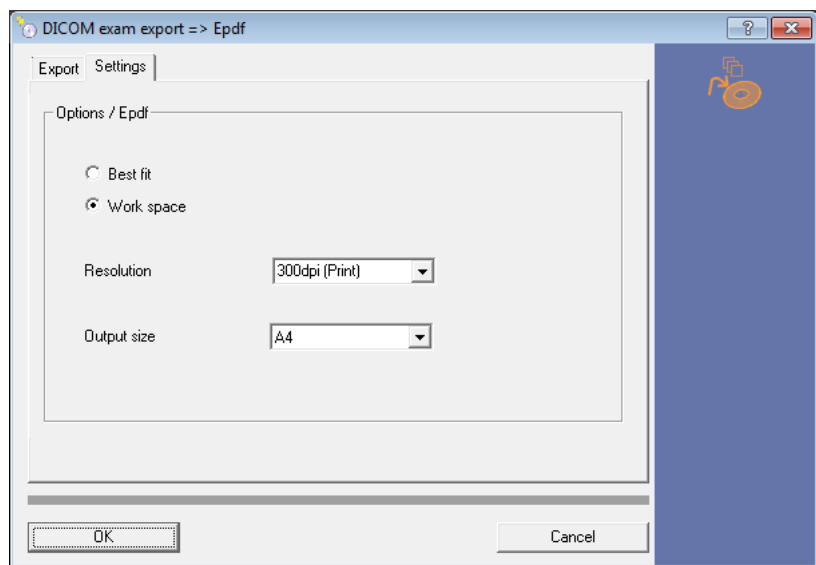 DICOM exam export => Epdf
Export Settings
Options / Epdf
Best fit
Work space
Resolution 300dpi (Print)
Output size A4
OK Cancel